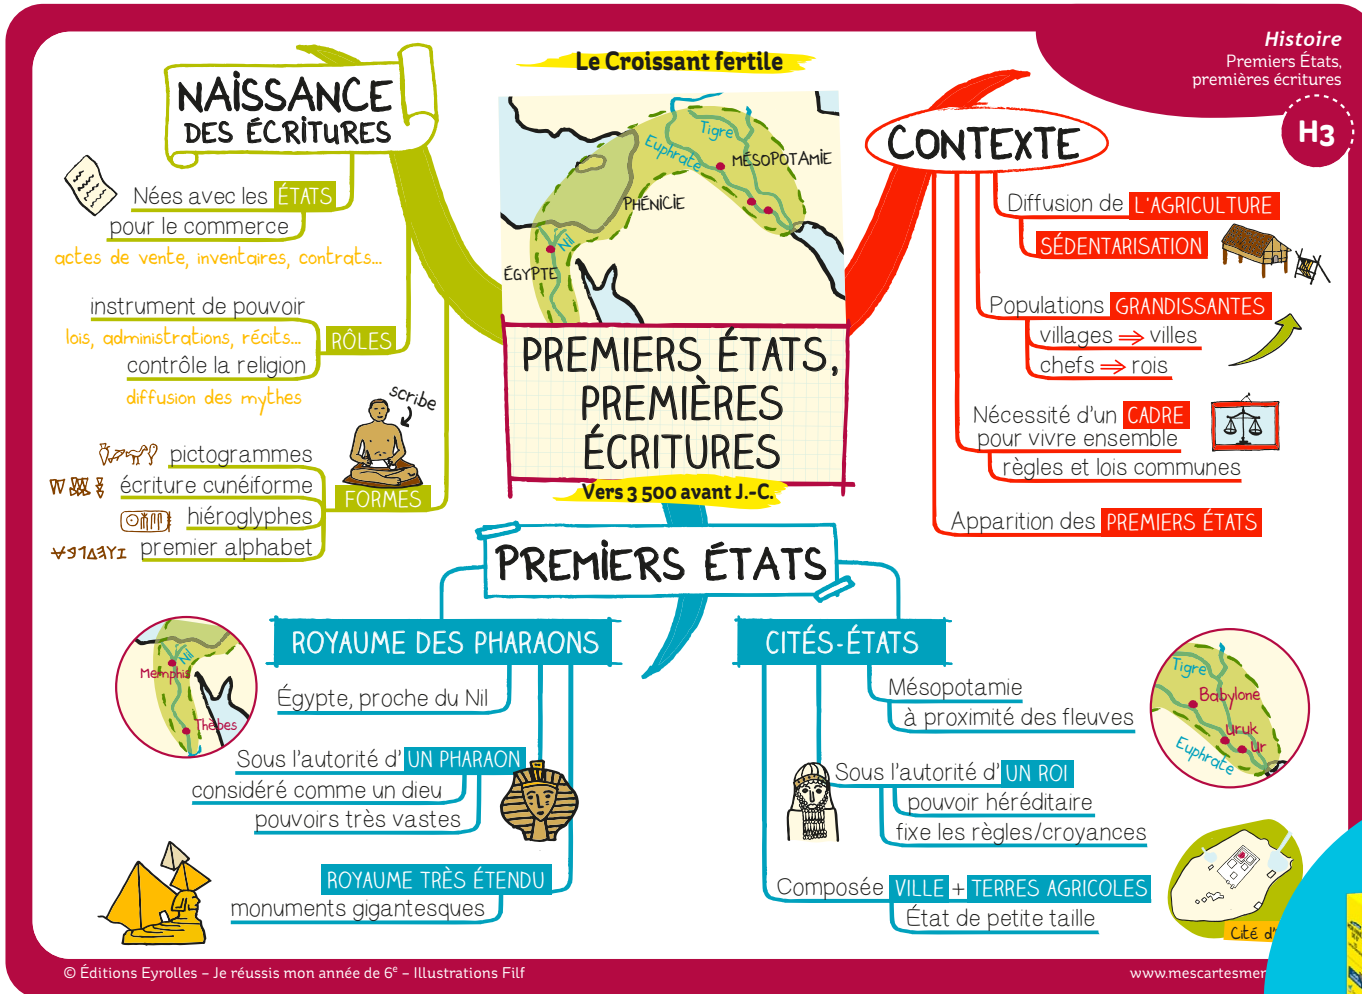 Histoire
Premiers États,
premières écritures
H3
NAISSANCE
DES ÉCRITURES
Nées avec les ÉTATS
pour le commerce
actes de vente, inventaires, contrats...
instrument de pouvoir
lois, administrations, récits...
RÔLES
contrôle la religion
diffusion des mythes
scribe
pictogrammes
écriture cunéiforme
FORMES
hiéroglyphes
premier alphabet
Le Croissant fertile
Tigre
Euphrate
MÉSOPOTAMIE
PHÉNICIE
Nil
ÉGYPTE
PREMIERS ÉTATS,
PREMIÈRES
ÉCRITURES
Vers 3 500 avant J.-C.
CONTEXTE
Diffusion de L'AGRICULTURE
SÉDENTARISATION
Populations GRANDISSANTES
villages ⇒ villes
chefs ⇒ rois
Nécessité d'un CADRE
pour vivre ensemble
règles et lois communes
Apparition des PREMIERS ÉTATS
PREMIERS ÉTATS
ROYAUME DES PHARAONS
Égypte, proche du Nil
Nil
Memphis
Thèbes
Sous l'autorité d' UN PHARAON
considéré comme un dieu
pouvoirs très vastes
ROYAUME TRÈS ÉTENDU
monuments gigantesques
CITÉS-ÉTATS
Mésopotamie
à proximité des fleuves
Tigre
Babylone
Uruk
Ur
Euphrate
Sous l'autorité d' UN ROI
pouvoir héréditaire
fixe les règles/croyances
Composée VILLE + TERRES AGRICOLES
État de petite taille
Cité
© Éditions Eyrolles – Je réussis mon année de 6e – Illustrations Filf
www.mescartesmen